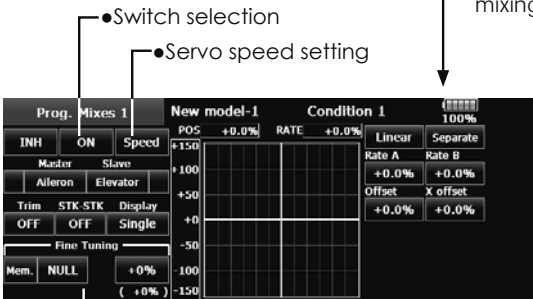 mixing
●Switch selection
●Servo speed setting
Prog. Mixes 1 New model-1 Condition 1 100%
INH ON Speed POS +0.0% RATE +0.0% Linear Separate
Master Slave Rate A Rate B
Aileron Elevator +0.0% +0.0%
Trim STK-STK Display Offset X offset
OFF OFF Single +0.0% +0.0%
Fine Tuning
Mem. NULL +0%
( +0% )
+150
+100
+50
+0
-50
-100
-150